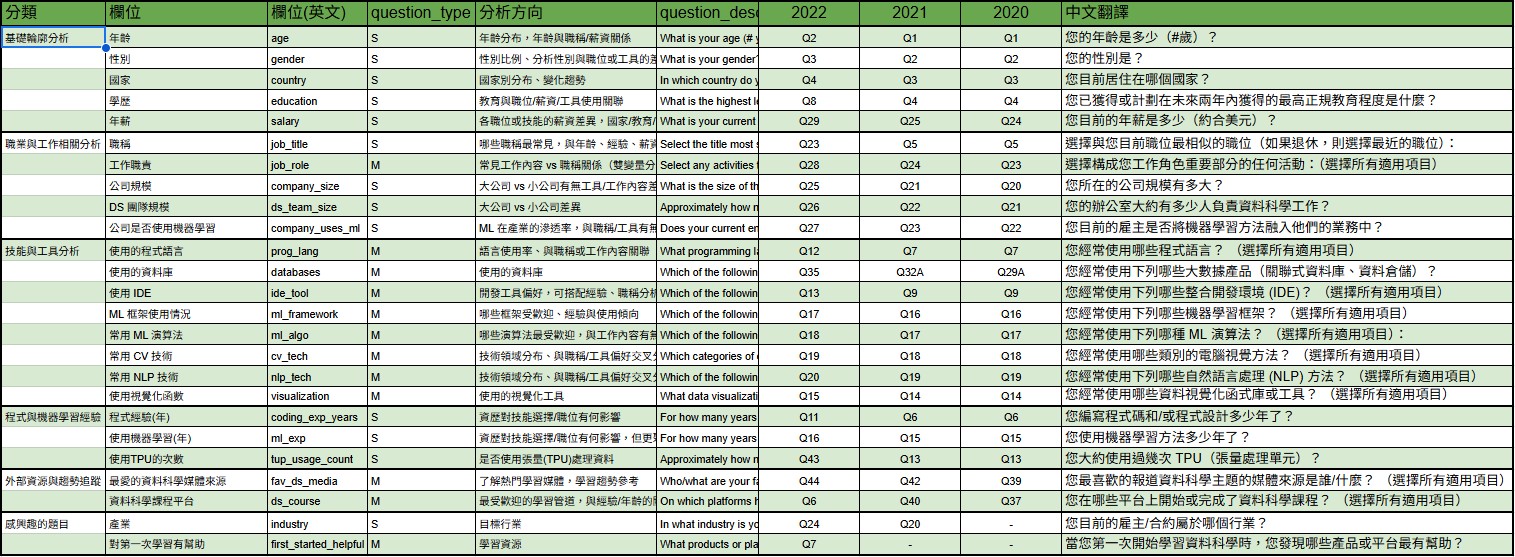 分類 欄位 欄位(英文) question_type 分析方向 question_desc 2022 2021 2020 中文翻譯
基礎輪廓分析 年齡 age S 年齡分布，年齡與職稱/薪資關係 What is your age (# y Q2 Q1 Q1 您的年齡是多少（#歲）？
性別 gender S 性別比例、分析性別與職位或工具的差 What is your gender? Q3 Q2 Q2 您的性別是？
國家 country S 國家別分布、變化趨勢 In which country do y Q4 Q3 Q3 您目前居住在哪個國家？
學歷 education S 教育與職位/薪資/工具使用關聯 What is the highest le Q8 Q4 Q4 您已獲得或計劃在未來兩年內獲得的最高正規教育程度是什麼？
年薪 salary S 各職位或技能的薪資差異，國家/教育/ What is your current Q29 Q25 Q24 您目前的年薪是多少（約合美元）？
職業與工作相關分析 職稱 job_title S 哪些職稱最常見，與年齡、經驗、薪資 Select the title most s Q23 Q5 Q5 選擇與您目前職位最相似的職位（如果退休，則選擇最近的職位）：
工作職責 job_role M 常見工作內容 vs 職稱關係（雙變量分 Select any activities t Q28 Q24 Q23 選擇構成您工作角色重要部分的任何活動：（選擇所有適用項目）
公司規模 company_size S 大公司 vs 小公司有無工具/工作內容差 What is the size of th Q25 Q21 Q20 您所在的公司規模有多大？
DS 團隊規模 ds_team_size S 大公司 vs 小公司差異 Approximately how m Q26 Q22 Q21 您的辦公室大約有多少人負責資料科學工作？
公司是否使用機器學習 company_uses_ml S ML 在產業的滲透率，與職稱/工具有無 Does your current en Q27 Q23 Q22 您目前的雇主是否將機器學習方法融入他們的業務中？
技能與工具分析 使用的程式語言 prog_lang M 語言使用率、與職稱或工作內容關聯 What programming la Q12 Q7 Q7 您經常使用哪些程式語言？ （選擇所有適用項目）
使用的資料庫 databases M 使用的資料庫 Which of the followin Q35 Q32A Q29A 您經常使用下列哪些大數據產品（關聯式資料庫、資料倉儲）？
使用 IDE ide_tool M 開發工具偏好，可搭配經驗、職稱分析 Which of the followin Q13 Q9 Q9 您經常使用下列哪些整合開發環境 (IDE)？ （選擇所有適用項目）
ML 框架使用情況 ml_framework M 哪些框架受歡迎、經驗與使用傾向 Which of the followin Q17 Q16 Q16 您經常使用下列哪些機器學習框架？ （選擇所有適用項目）
常用 ML 演算法 ml_algo M 哪些演算法最受歡迎，與工作內容有無 Which of the followin Q18 Q17 Q17 您經常使用下列哪種 ML 演算法？ （選擇所有適用項目）：
常用 CV 技術 cv_tech M 技術領域分布、與職稱/工具偏好交叉分 Which categories of c Q19 Q18 Q18 您經常使用哪些類別的電腦視覺方法？ （選擇所有適用項目）
常用 NLP 技術 nlp_tech M 技術領域分布、與職稱/工具偏好交叉分 Which of the followin Q20 Q19 Q19 您經常使用下列哪些自然語言處理 (NLP) 方法？ （選擇所有適用項目）
使用視覺化函數 visualization M 使用的視覺化工具 What data visualizati Q15 Q14 Q14 您經常使用哪些資料視覺化函式庫或工具？ （選擇所有適用項目）
程式與機器學習經驗 程式經驗(年) coding_exp_years S 資歷對技能選擇/職位有何影響 For how many years Q11 Q6 Q6 您編寫程式碼和/或程式設計多少年了？
使用機器學習(年) ml_exp S 資歷對技能選擇/職位有何影響，但更聚 For how many years Q16 Q15 Q15 您使用機器學習方法多少年了？
使用TPU的次數 tup_usage_count S 是否使用張量(TPU)處理資料 Approximately how m Q43 Q13 Q13 您大約使用過幾次 TPU（張量處理單元）？
外部資源與趨勢追蹤 最愛的資料科學媒體來源 fav_ds_media M 了解熱門學習媒體，學習趨勢參考 Who/what are your fa Q44 Q42 Q39 您最喜歡的報道資料科學主題的媒體來源是誰/什麼？ （選擇所有適用項目）
資料科學課程平台 ds_course M 最受歡迎的學習管道，與經驗/年齡的關 On which platforms h Q6 Q40 Q37 您在哪些平台上開始或完成了資料科學課程？ （選擇所有適用項目）
感興趣的題目 產業 industry S 目標行業 In what industry is yo Q24 Q20 - 您目前的雇主/合約屬於哪個行業？
對第一次學習有幫助 first_started_helpful M 學習資源 What products or pla Q7 - - 當您第一次開始學習資料科學時，您發現哪些產品或平台最有幫助？